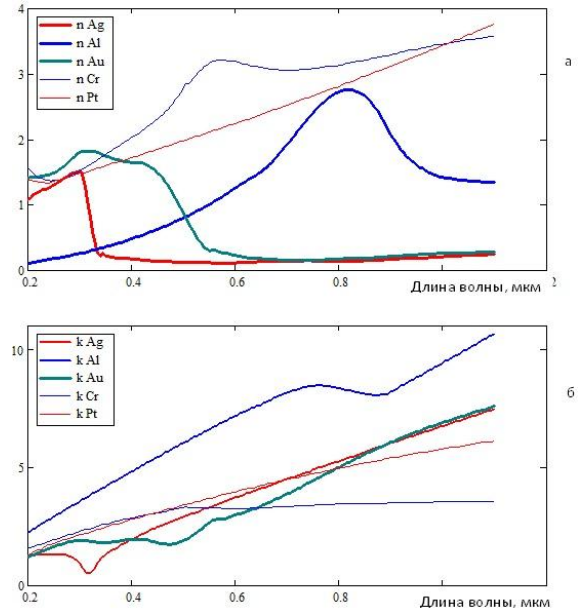 4
3
2
1
0
n Ag
n Al
n Au
n Cr
n Pt
а
0.2
0.4
0.6
0.8
2
Длина волны, мкм
10
5
0
k Ag
k Al
k Au
k Cr
k Pt
б
0.2
0.4
0.6
0.8
Длина волны, мкм